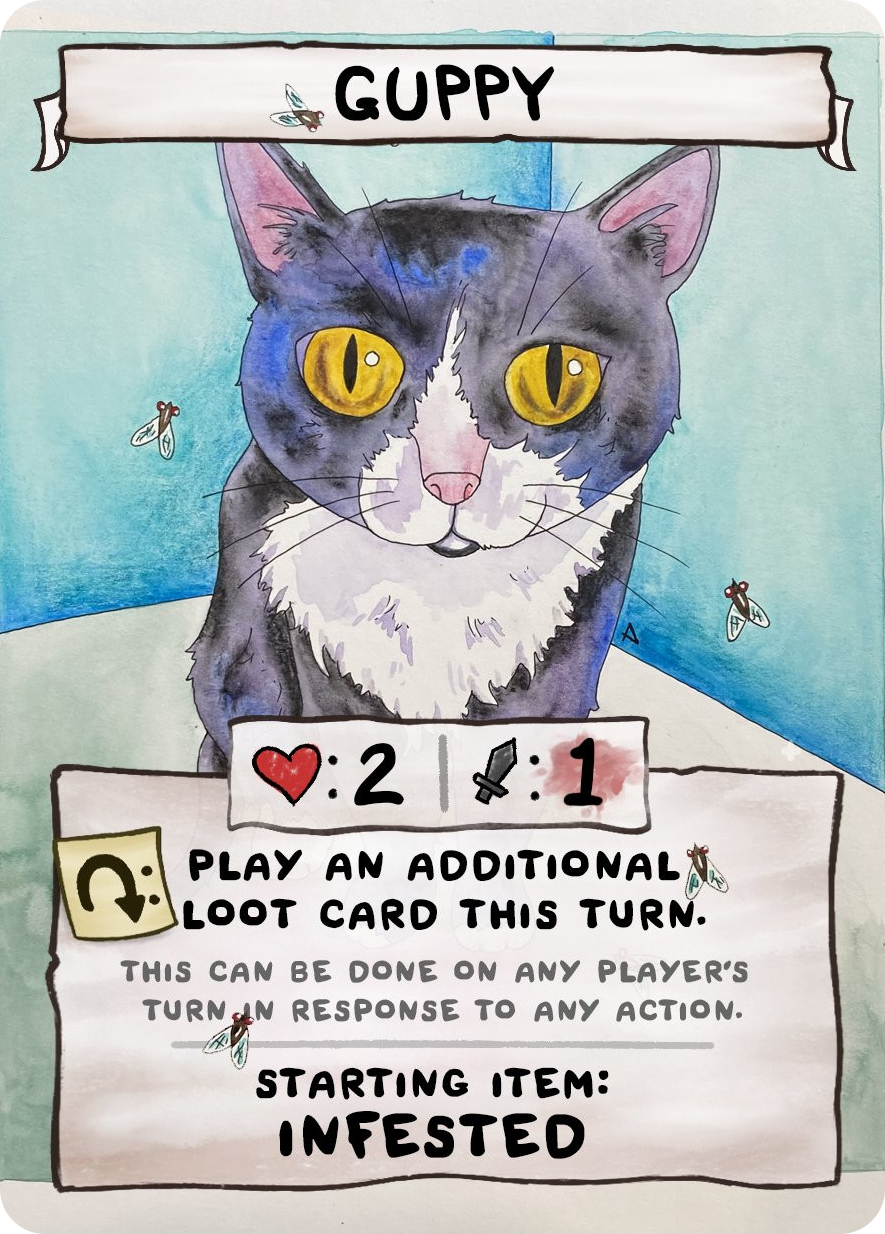 GUPPY
:2 | :1
PLAY AN ADDITIONAL
LOOT CARD THIS TURN.
THIS CAN BE DONE ON ANY PLAYER'S
TURN IN RESPONSE TO ANY ACTION.
STARTING ITEM:
INFESTED